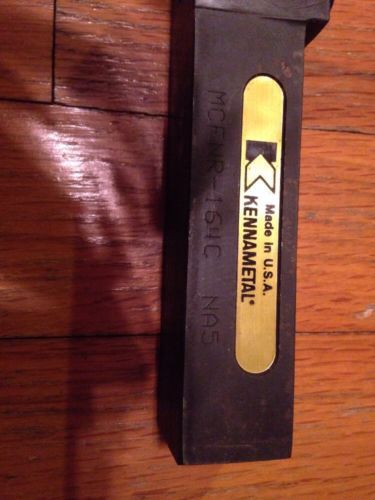 MCFNR-164C NA5
Made in U.S.A.
KENNAMETAL®